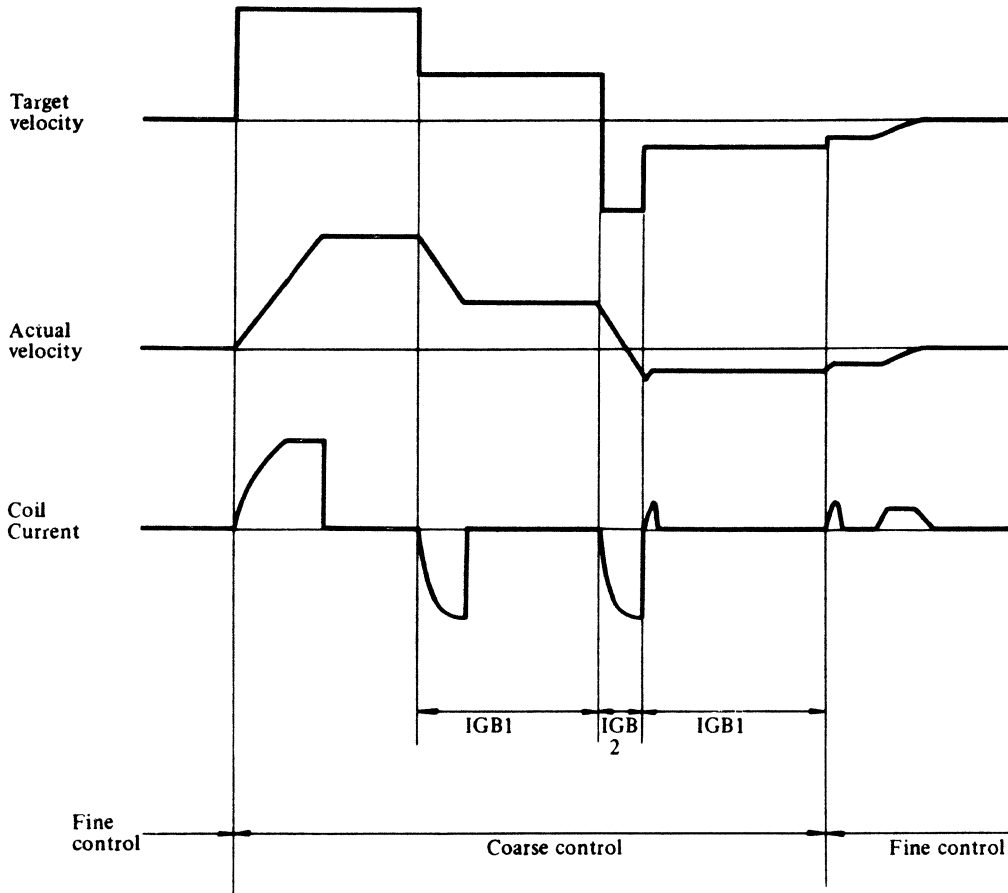 Target
velocity
Actual
velocity
Coil
Current
IGB1
IGB
2
IGB1
Fine
control
Coarse control
Fine control